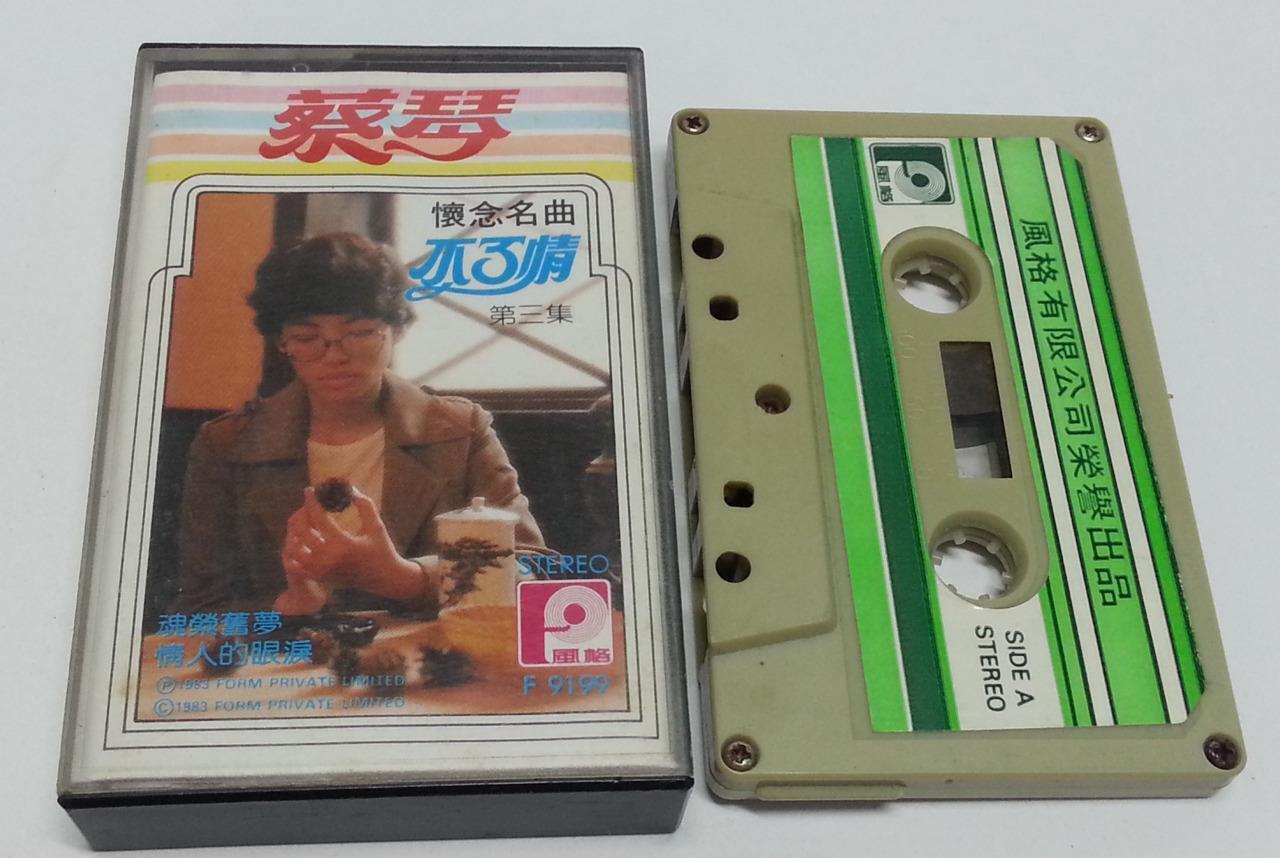 蔡琴
懷念名曲
不了情
第三集
STEREO
風格
F 9199
魂縈舊夢
情人的眼淚
Ⓟ1983 FORM PRIVATE LIMITED
©1983 FORM PRIVATE LIMITED
風格
風格有限公司榮譽出品
SIDE A
STEREO